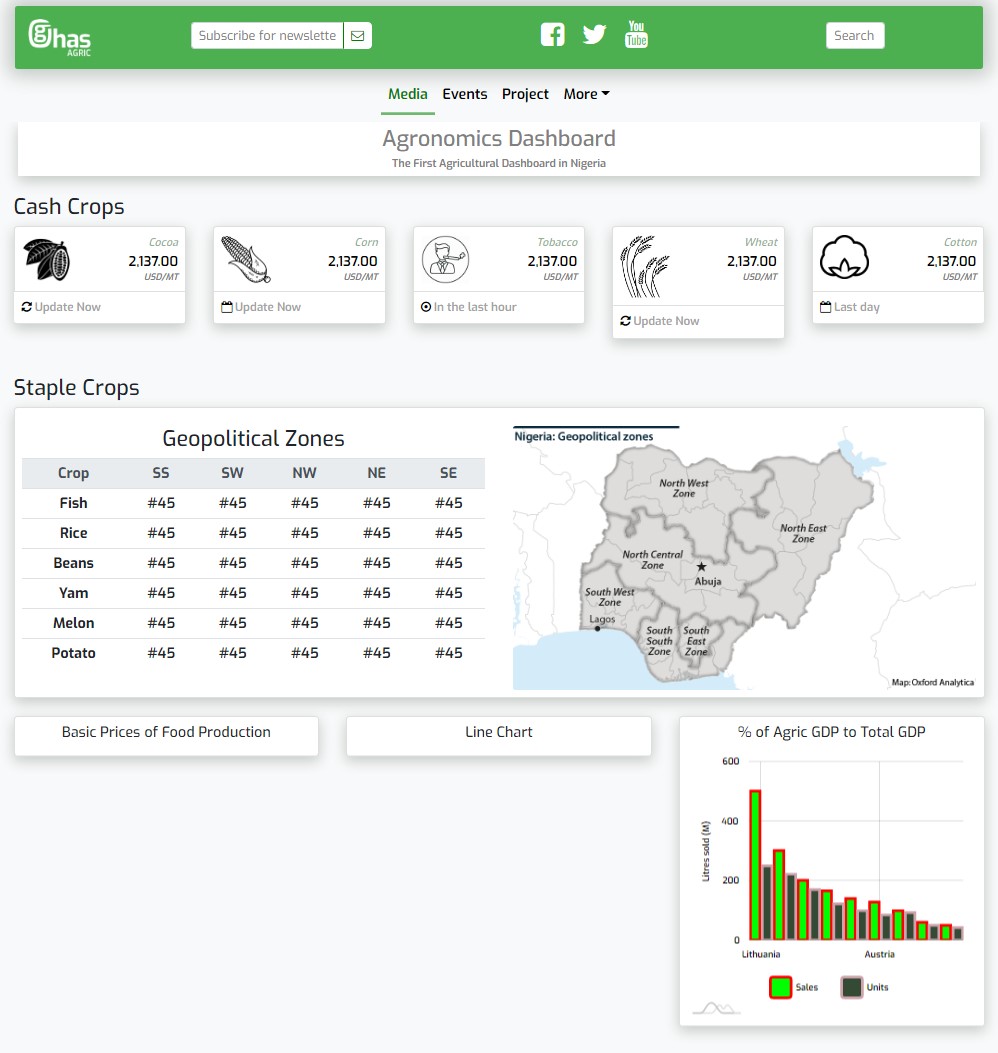 Ghas
AGRIC
Subscribe for newslette
You
Tube
Search
Media Events Project More
Agronomics Dashboard
The First Agricultural Dashboard in Nigeria
Cash Crops
Cocoa
2,137.00
USD/MT
Update Now
Corn
2,137.00
USD/MT
Update Now
Tobacco
2,137.00
USD/MT
In the last hour
Wheat
2,137.00
USD/MT
Update Now
Cotton
2,137.00
USD/MT
Last day
Staple Crops
Geopolitical Zones
Crop SS SW NW NE SE
Fish #45 #45 #45 #45 #45
Rice #45 #45 #45 #45 #45
Beans #45 #45 #45 #45 #45
Yam #45 #45 #45 #45 #45
Melon #45 #45 #45 #45 #45
Potato #45 #45 #45 #45 #45
Nigeria: Geopolitical zones
North West
Zone
North East
Zone
North Central
Zone
Abuja
South West
Zone
Lagos
South
South
Zone
South
East
Zone
Map: Oxford Analytica
Basic Prices of Food Production
Line Chart
% of Agric GDP to Total GDP
600
400
200
0
Litres sold (M)
Lithuania Austria
Sales Units